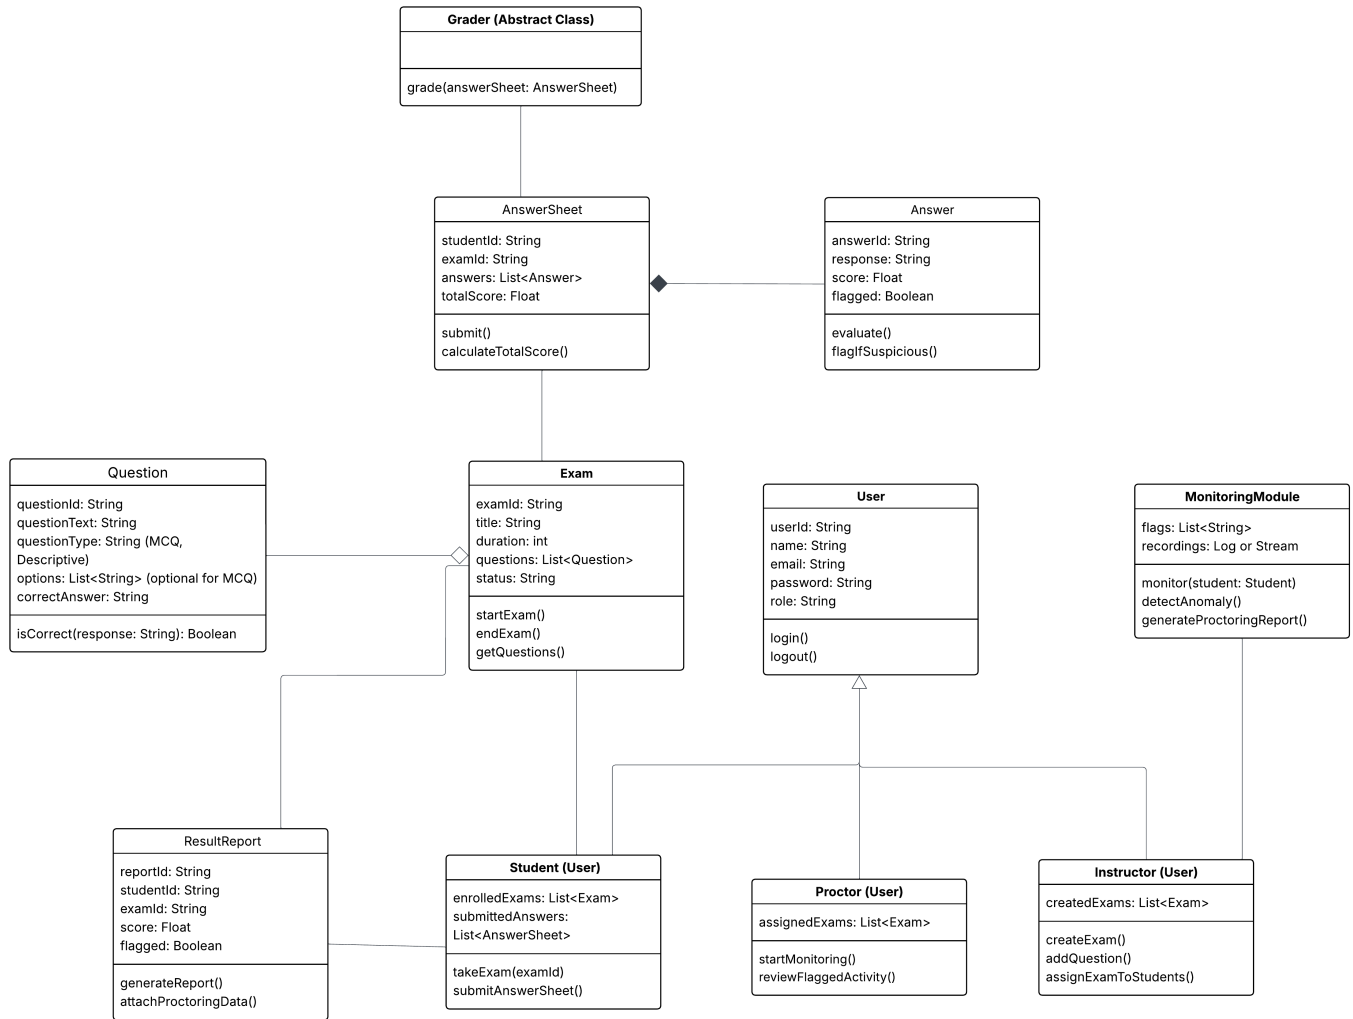 Grader (Abstract Class)
grade(answerSheet: AnswerSheet)
AnswerSheet
studentId: String
examId: String
answers: List<Answer>
totalScore: Float
submit()
calculateTotalScore()
Answer
answerId: String
response: String
score: Float
flagged: Boolean
evaluate()
flagIfSuspicious()
Question
questionId: String
questionText: String
questionType: String (MCQ,
Descriptive)
options: List<String> (optional for MCQ)
correctAnswer: String
isCorrect(response: String): Boolean
Exam
examId: String
title: String
duration: int
questions: List<Question>
status: String
startExam()
endExam()
getQuestions()
User
userId: String
name: String
email: String
password: String
role: String
login()
logout()
MonitoringModule
flags: List<String>
recordings: Log or Stream
monitor(student: Student)
detectAnomaly()
generateProctoringReport()
ResultReport
reportId: String
studentId: String
examId: String
score: Float
flagged: Boolean
generateReport()
attachProctoringData()
Student (User)
enrolledExams: List<Exam>
submittedAnswers:
List<AnswerSheet>
takeExam(examId)
submitAnswerSheet()
Proctor (User)
assignedExams: List<Exam>
startMonitoring()
reviewFlaggedActivity()
Instructor (User)
createdExams: List<Exam>
createExam()
addQuestion()
assignExamToStudents()